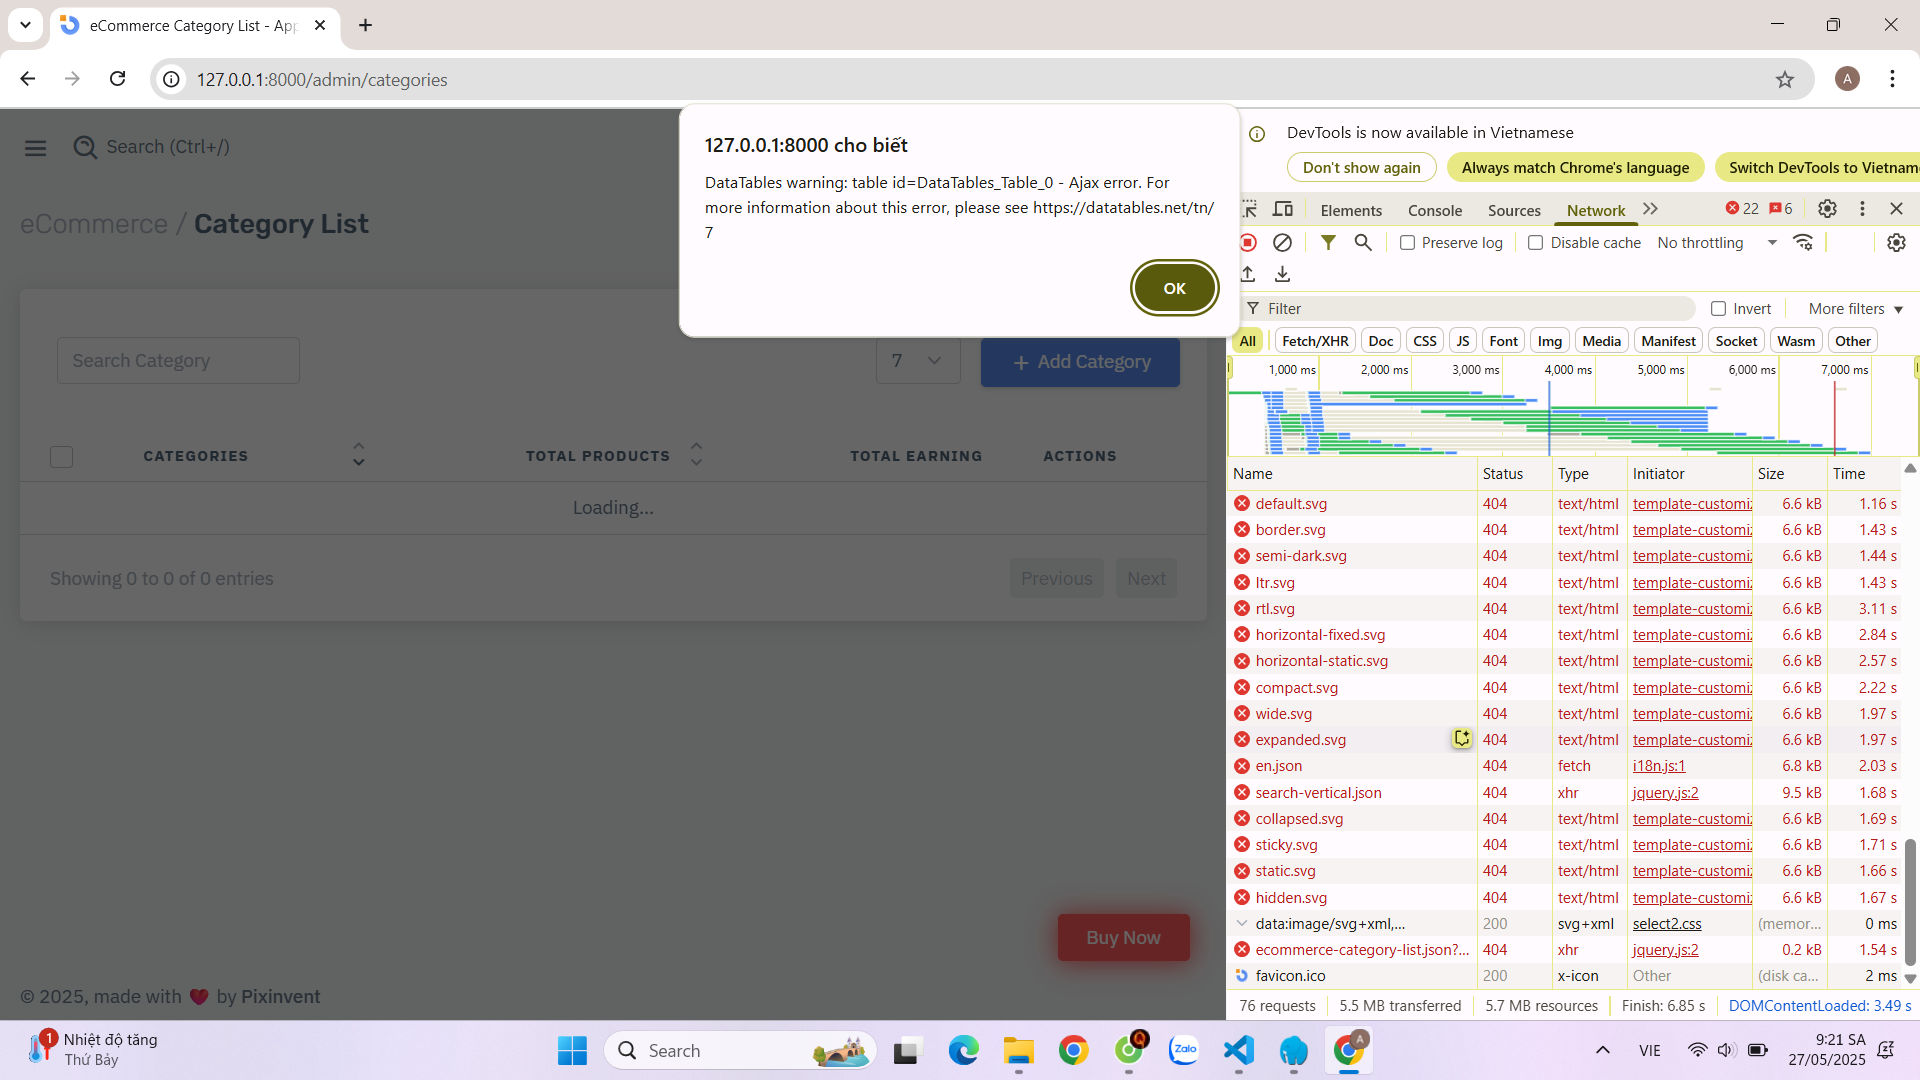 eCommerce Category List - App
127.0.0.1:8000/admin/categories
A
Search (Ctrl+/)
eCommerce / Category List
127.0.0.1:8000 cho biết
DataTables warning: table id=DataTables_Table_0 - Ajax error. For
more information about this error, please see https://datatables.net/tn/
7
OK
Search Category
7
+ Add Category
CATEGORIES TOTAL PRODUCTS TOTAL EARNING ACTIONS
Loading...
Showing 0 to 0 of 0 entries
Previous Next
Buy Now
© 2025, made with ❤️ by Pixinvent
DevTools is now available in Vietnamese
Don't show again Always match Chrome's language Switch DevTools to Vietnam
Elements Console Sources Network 22 6
Preserve log Disable cache No throttling
Filter Invert More filters
All Fetch/XHR Doc CSS JS Font Img Media Manifest Socket Wasm Other
1,000 ms 2,000 ms 3,000 ms 4,000 ms 5,000 ms 6,000 ms 7,000 ms
Name Status Type Initiator Size Time
default.svg 404 text/html template-customiz 6.6 kB 1.16 s
border.svg 404 text/html template-customiz 6.6 kB 1.43 s
semi-dark.svg 404 text/html template-customiz 6.6 kB 1.44 s
ltr.svg 404 text/html template-customiz 6.6 kB 1.43 s
rtl.svg 404 text/html template-customiz 6.6 kB 3.11 s
horizontal-fixed.svg 404 text/html template-customiz 6.6 kB 2.84 s
horizontal-static.svg 404 text/html template-customiz 6.6 kB 2.57 s
compact.svg 404 text/html template-customiz 6.6 kB 2.22 s
wide.svg 404 text/html template-customiz 6.6 kB 1.97 s
expanded.svg 404 text/html template-customiz 6.6 kB 1.97 s
en.json 404 fetch i18n.js:1 6.8 kB 2.03 s
search-vertical.json 404 xhr jquery.js:2 9.5 kB 1.68 s
collapsed.svg 404 text/html template-customiz 6.6 kB 1.69 s
sticky.svg 404 text/html template-customiz 6.6 kB 1.71 s
static.svg 404 text/html template-customiz 6.6 kB 1.66 s
hidden.svg 404 text/html template-customiz 6.6 kB 1.67 s
data:image/svg+xml,... 200 svg+xml select2.css (memor... 0 ms
ecommerce-category-list.json?... 404 xhr jquery.js:2 0.2 kB 1.54 s
favicon.ico 200 x-icon Other (disk ca... 2 ms
76 requests 5.5 MB transferred 5.7 MB resources Finish: 6.85 s DOMContentLoaded: 3.49 s
1
Nhiệt độ tăng
Thứ Bảy
Search
Q
Zalo
A
VIE
9:21 SA
27/05/2025